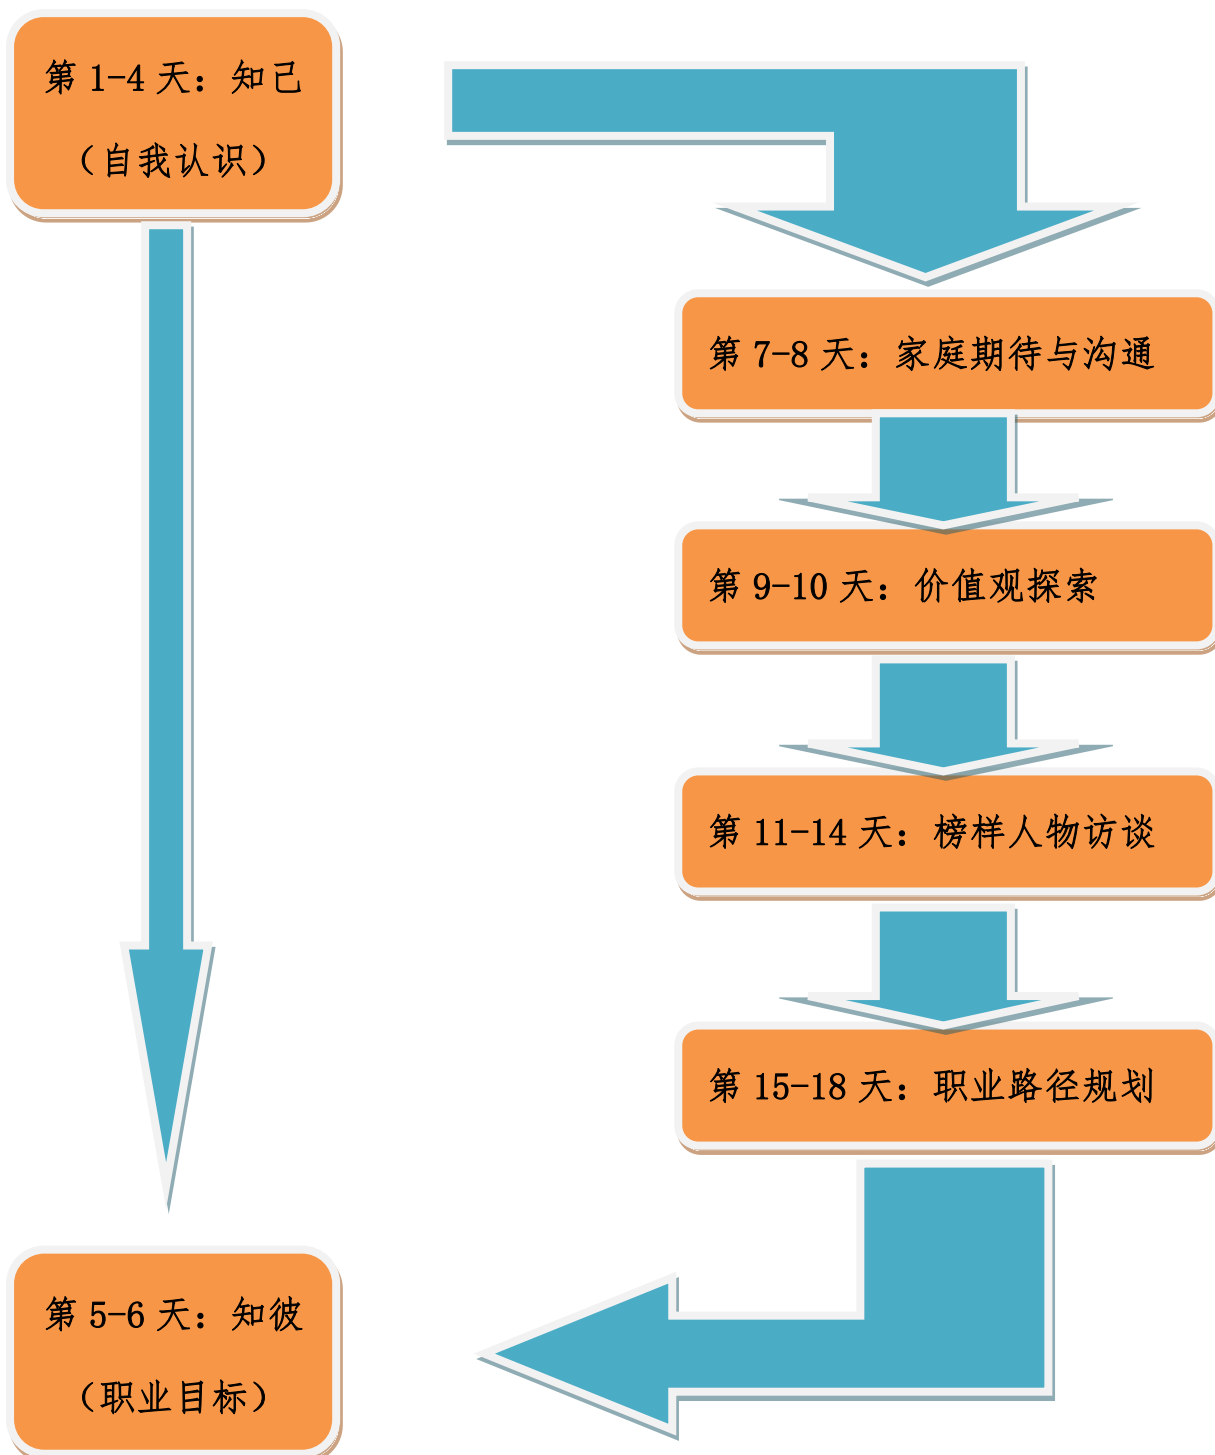 第 1-4 天：知己
（自我认识）
第 7-8 天：家庭期待与沟通
第 9-10 天：价值观探索
第 11-14 天：榜样人物访谈
第 15-18 天：职业路径规划
第 5-6 天：知彼
（职业目标）